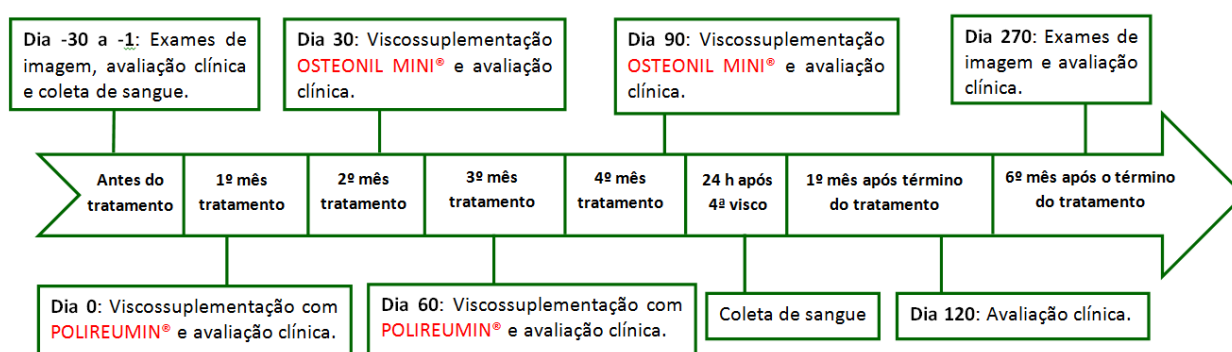 Dia -30 a -1: Exames de
imagem, avaliação clínica
e coleta de sangue.
Dia 30: Viscossuplementação
OSTEONIL MINI® e avaliação
clínica.
Dia 90: Viscossuplementação
OSTEONIL MINI® e avaliação
clínica.
Dia 270: Exames de
imagem e avaliação
clínica.
Antes do
tratamento
1º mês
tratamento
2º mês
tratamento
3º mês
tratamento
4º mês
tratamento
24 h após
4ª visco
1º mês após término
do tratamento
6º mês após o término
do tratamento
Dia 0: Viscossuplementação com
POLIREUMIN® e avaliação clínica.
Dia 60: Viscossuplementação com
POLIREUMIN® e avaliação clínica.
Coleta de sangue
Dia 120: Avaliação clínica.